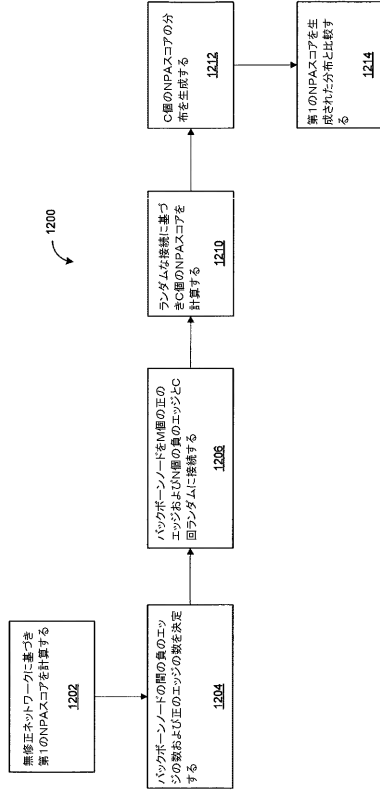 1200
無修正ネットワークに基づき
第1のNPAスコアを計算する
1202
バックボーンノードの間の負のエッ
ジの数および正のエッジの数を決定
する
1204
バックボーンノードをM個の正の
エッジおよびN個の負のエッジとC
回ランダムに接続する
1206
ランダムな接続に基づ
きC個のNPAスコアを
計算する
1210
C個のNPAスコアの分
布を生成する
1212
第1のNPAスコアを生
成された分布と比較す
る
1214